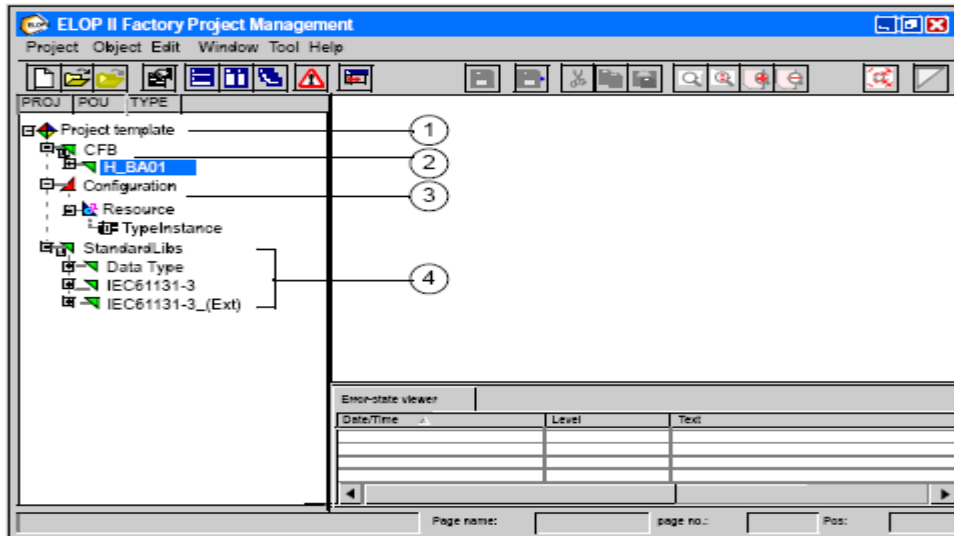 ELOP II Factory Project Management
Project Object Edit Window Tool Help
PROJ POU TYPE
Project template 1
CFB 2
H_BA01
Configuration 3
Resource
TypeInstance
StandardLibs
Data Type 4
IEC61131-3
IEC61131-3_(Ext)
Error-state viewer
Date/Time Level Text
Page name: page no.: Pos: